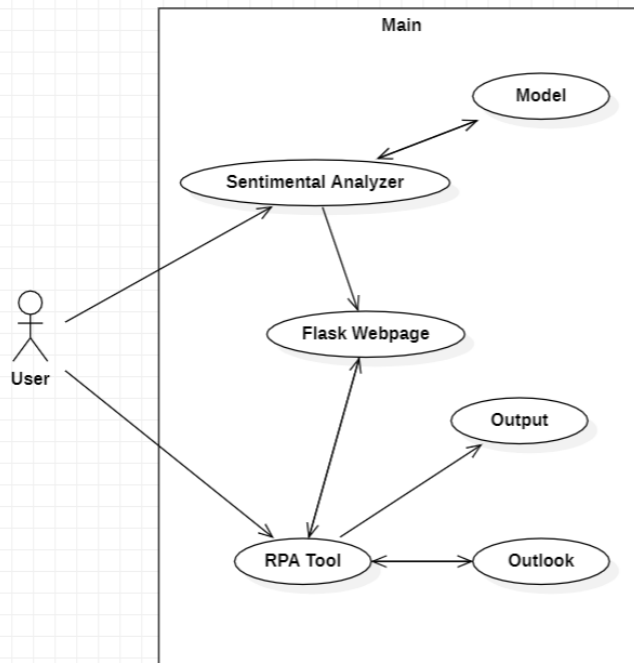 Main
Model
Sentimental Analyzer
Flask Webpage
User
Output
RPA Tool
Outlook